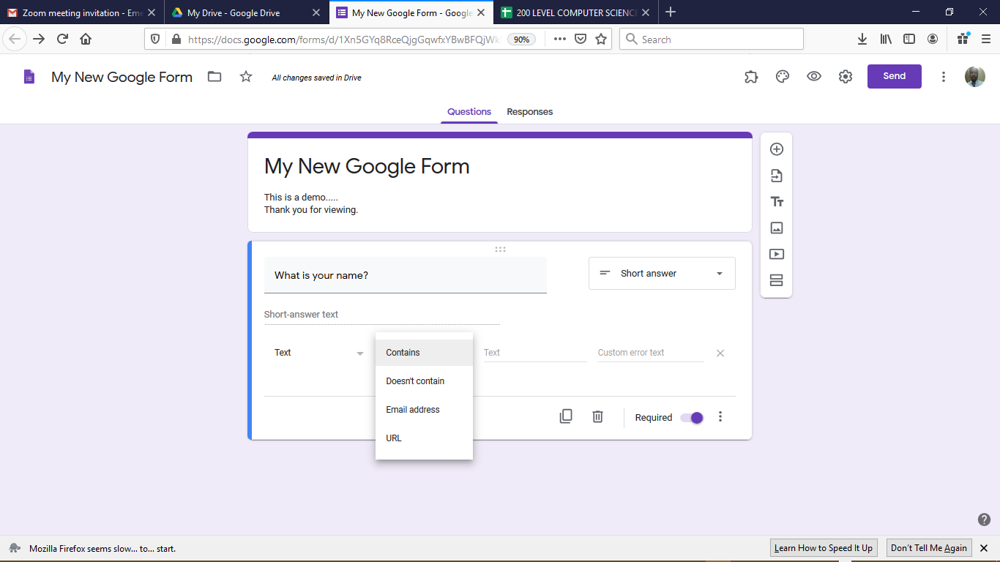 Zoom meeting invitation - Eme
My Drive - Google Drive
My New Google Form - Google
200 LEVEL COMPUTER SCIENC
https://docs.google.com/forms/d/1Xn5GYq8RceQjgGqwfxYBwBFQjWk
90%
Search
My New Google Form
All changes saved in Drive
Send
Questions
Responses
My New Google Form
This is a demo.....
Thank you for viewing.
What is your name?
Short answer
Short-answer text
Text
Contains
Text
Custom error text
Doesn't contain
Email address
URL
Required
Mozilla Firefox seems slow... to... start.
Learn How to Speed It Up
Don't Tell Me Again